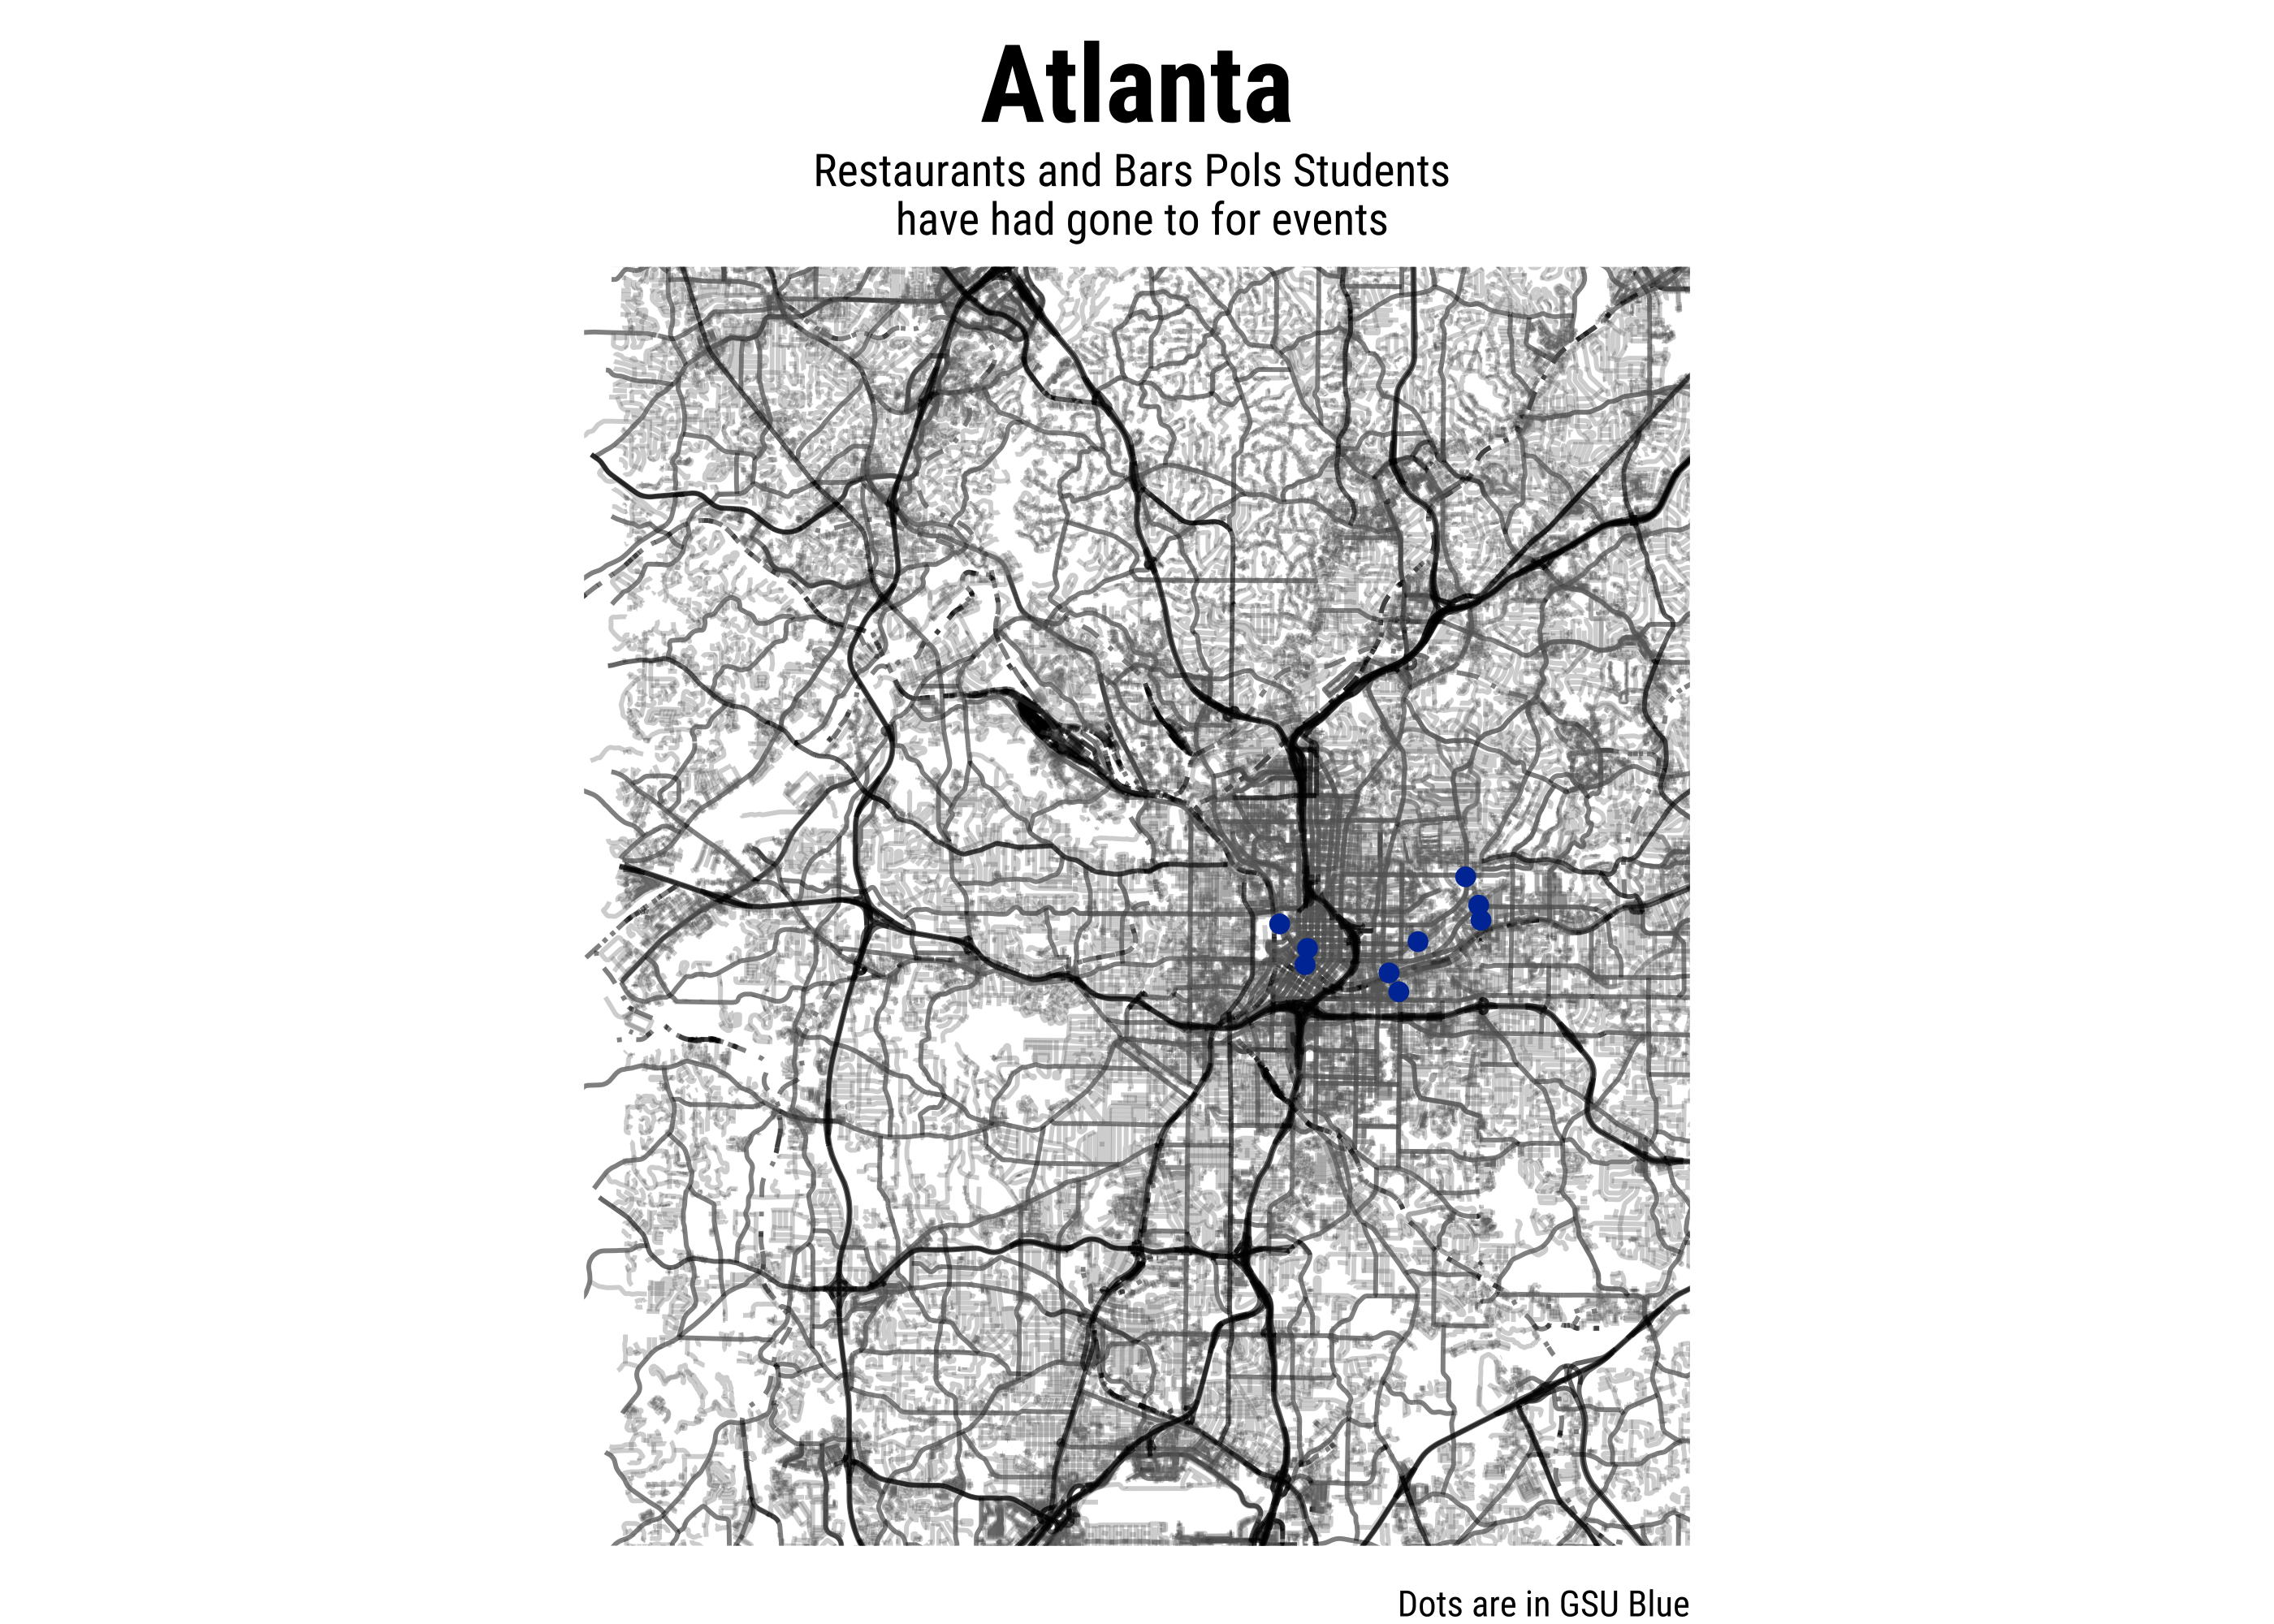 Atlanta
Restaurants and Bars Pols Students
have had gone to for events
Dots are in GSU Blue